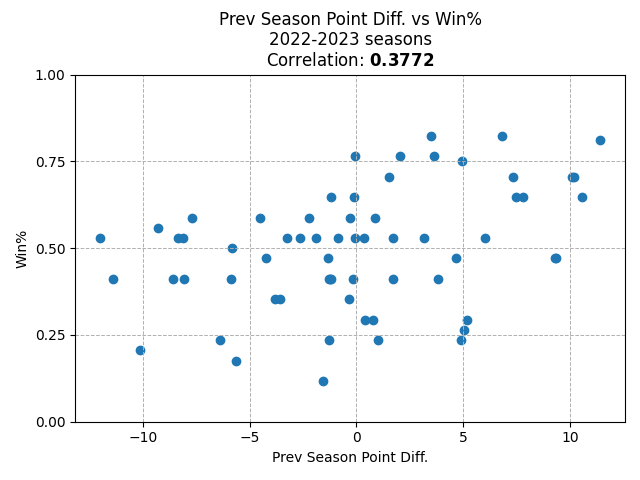 Prev Season Point Diff. vs Win%
2022-2023 seasons
Correlation: 0.3772
1.00
0.75
0.50
0.25
0.00
Win%
−10
−5
0
5
10
Prev Season Point Diff.